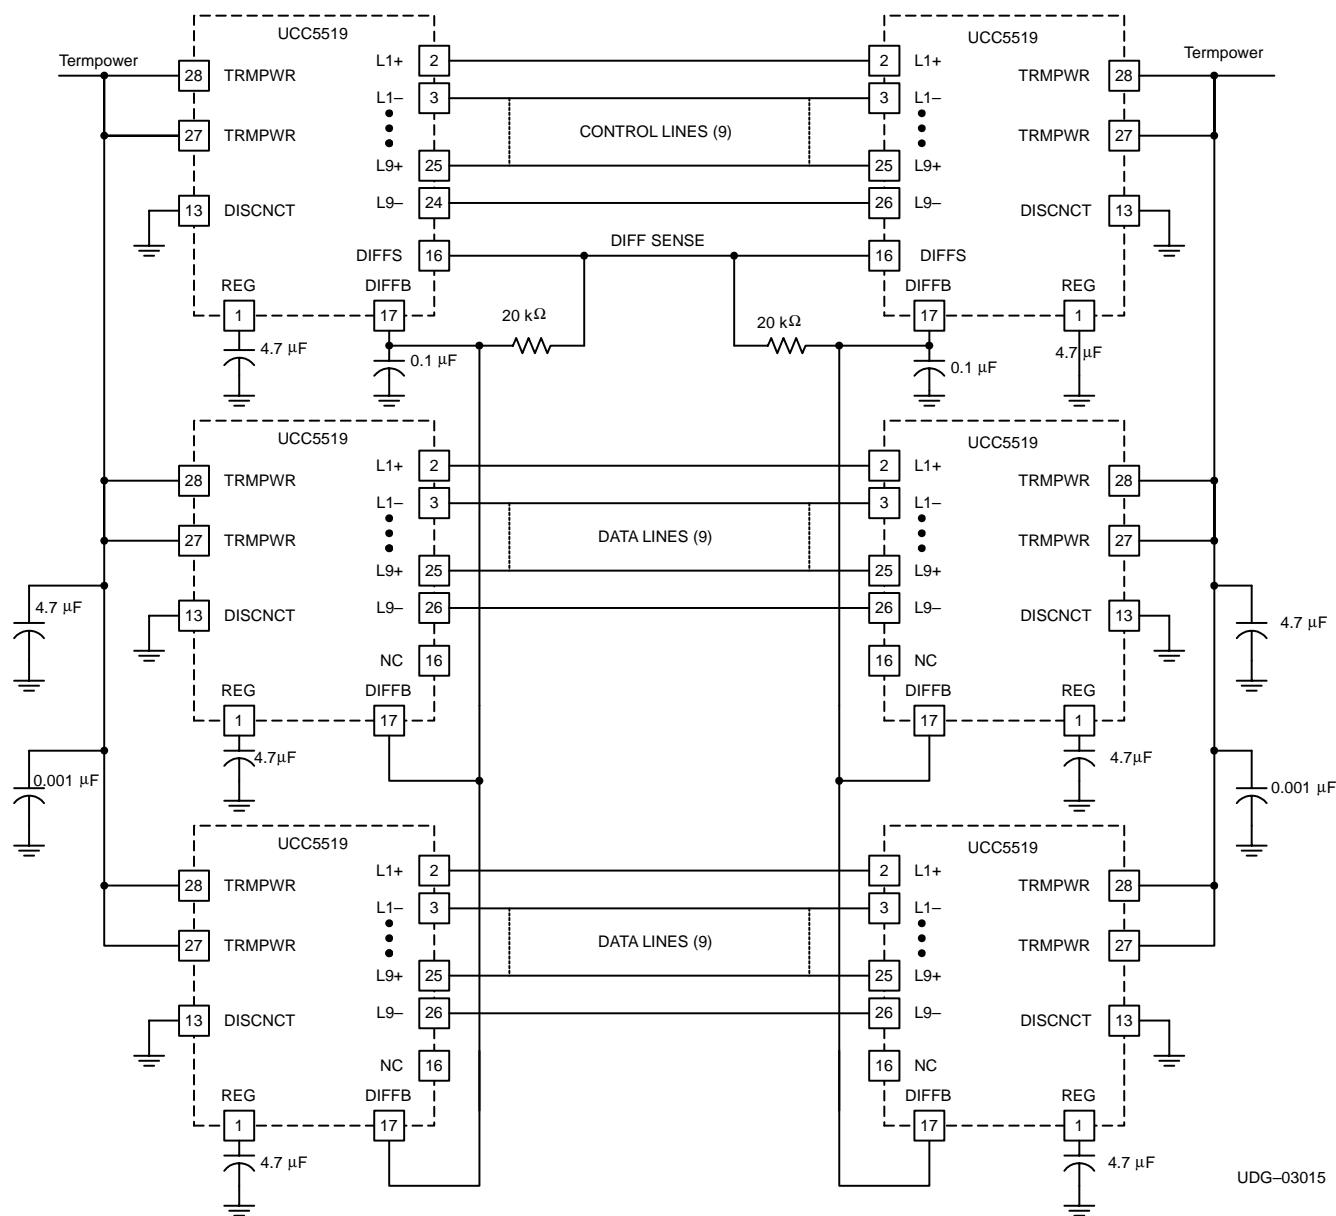 UCC5519
UCC5519
Termpower
Termpower
L1+
2
2
L1+
28
TRMPWR
TRMPWR
28
L1–
3
3
L1–
27
TRMPWR
CONTROL LINES (9)
TRMPWR
27
L9+
25
25
L9+
13
DISCNCT
L9–
24
26
L9–
DISCNCT
13
DIFF SENSE
DIFFS
16
16
DIFFS
REG
DIFFB
DIFFB
REG
1
17
17
1
20 kΩ
20 kΩ
4.7 μF
0.1 μF
0.1 μF
4.7 μF
UCC5519
UCC5519
L1+
2
2
L1+
28
TRMPWR
TRMPWR
28
L1–
3
3
L1–
27
TRMPWR
DATA LINES (9)
TRMPWR
27
L9+
25
25
L9+
4.7 μF
13
DISCNCT
L9–
26
26
L9–
DISCNCT
13
4.7 μF
NC
16
16
NC
REG
DIFFB
DIFFB
REG
1
17
17
1
4.7μF
4.7μF
0.001 μF
0.001 μF
UCC5519
UCC5519
L1+
2
2
L1+
28
TRMPWR
TRMPWR
28
L1–
3
3
L1–
27
TRMPWR
DATA LINES (9)
TRMPWR
27
L9+
25
25
L9+
13
DISCNCT
L9–
26
26
L9–
DISCNCT
13
NC
16
16
NC
REG
DIFFB
DIFFB
REG
1
17
17
1
4.7 μF
4.7 μF
UDG–03015